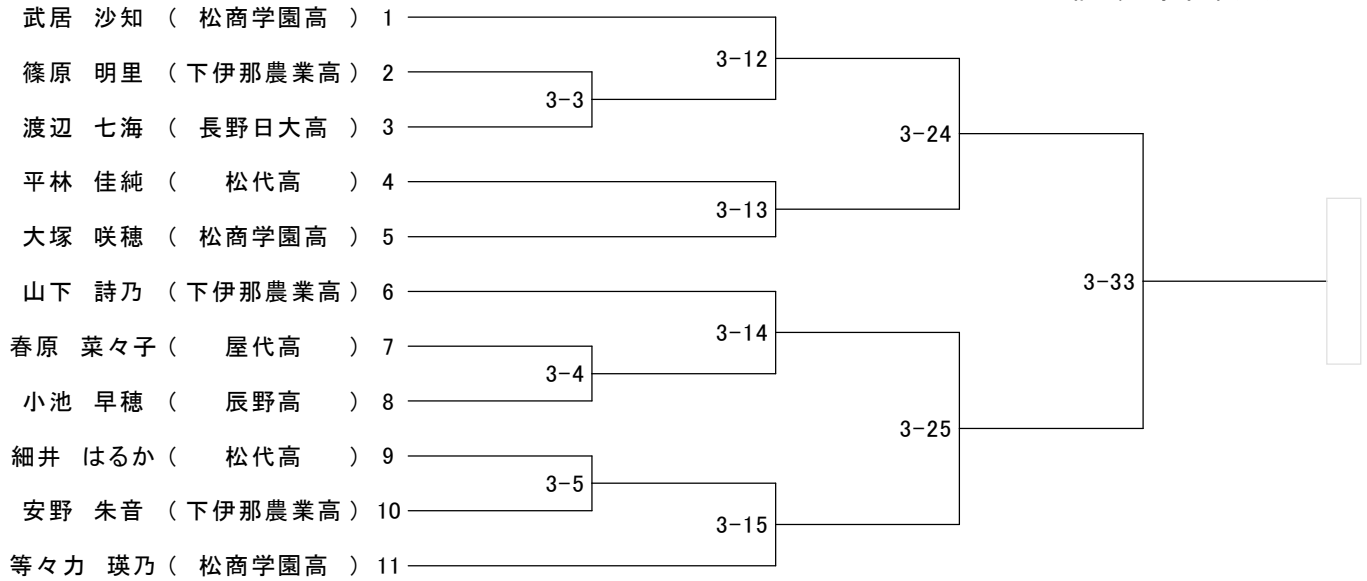 武居 沙知 ( 松商学園高 ) 1
3-12
篠原 明里 ( 下伊那農業高 ) 2
3-3
渡辺 七海 ( 長野日大高 ) 3
3-24
平林 佳純 ( 松代高 ) 4
3-13
大塚 咲穂 ( 松商学園高 ) 5
3-33
山下 詩乃 ( 下伊那農業高 ) 6
3-14
春原 菜々子 ( 屋代高 ) 7
3-4
小池 早穂 ( 辰野高 ) 8
3-25
細井 はるか ( 松代高 ) 9
3-5
安野 朱音 ( 下伊那農業高 ) 10
3-15
等々力 瑛乃 ( 松商学園高 ) 11